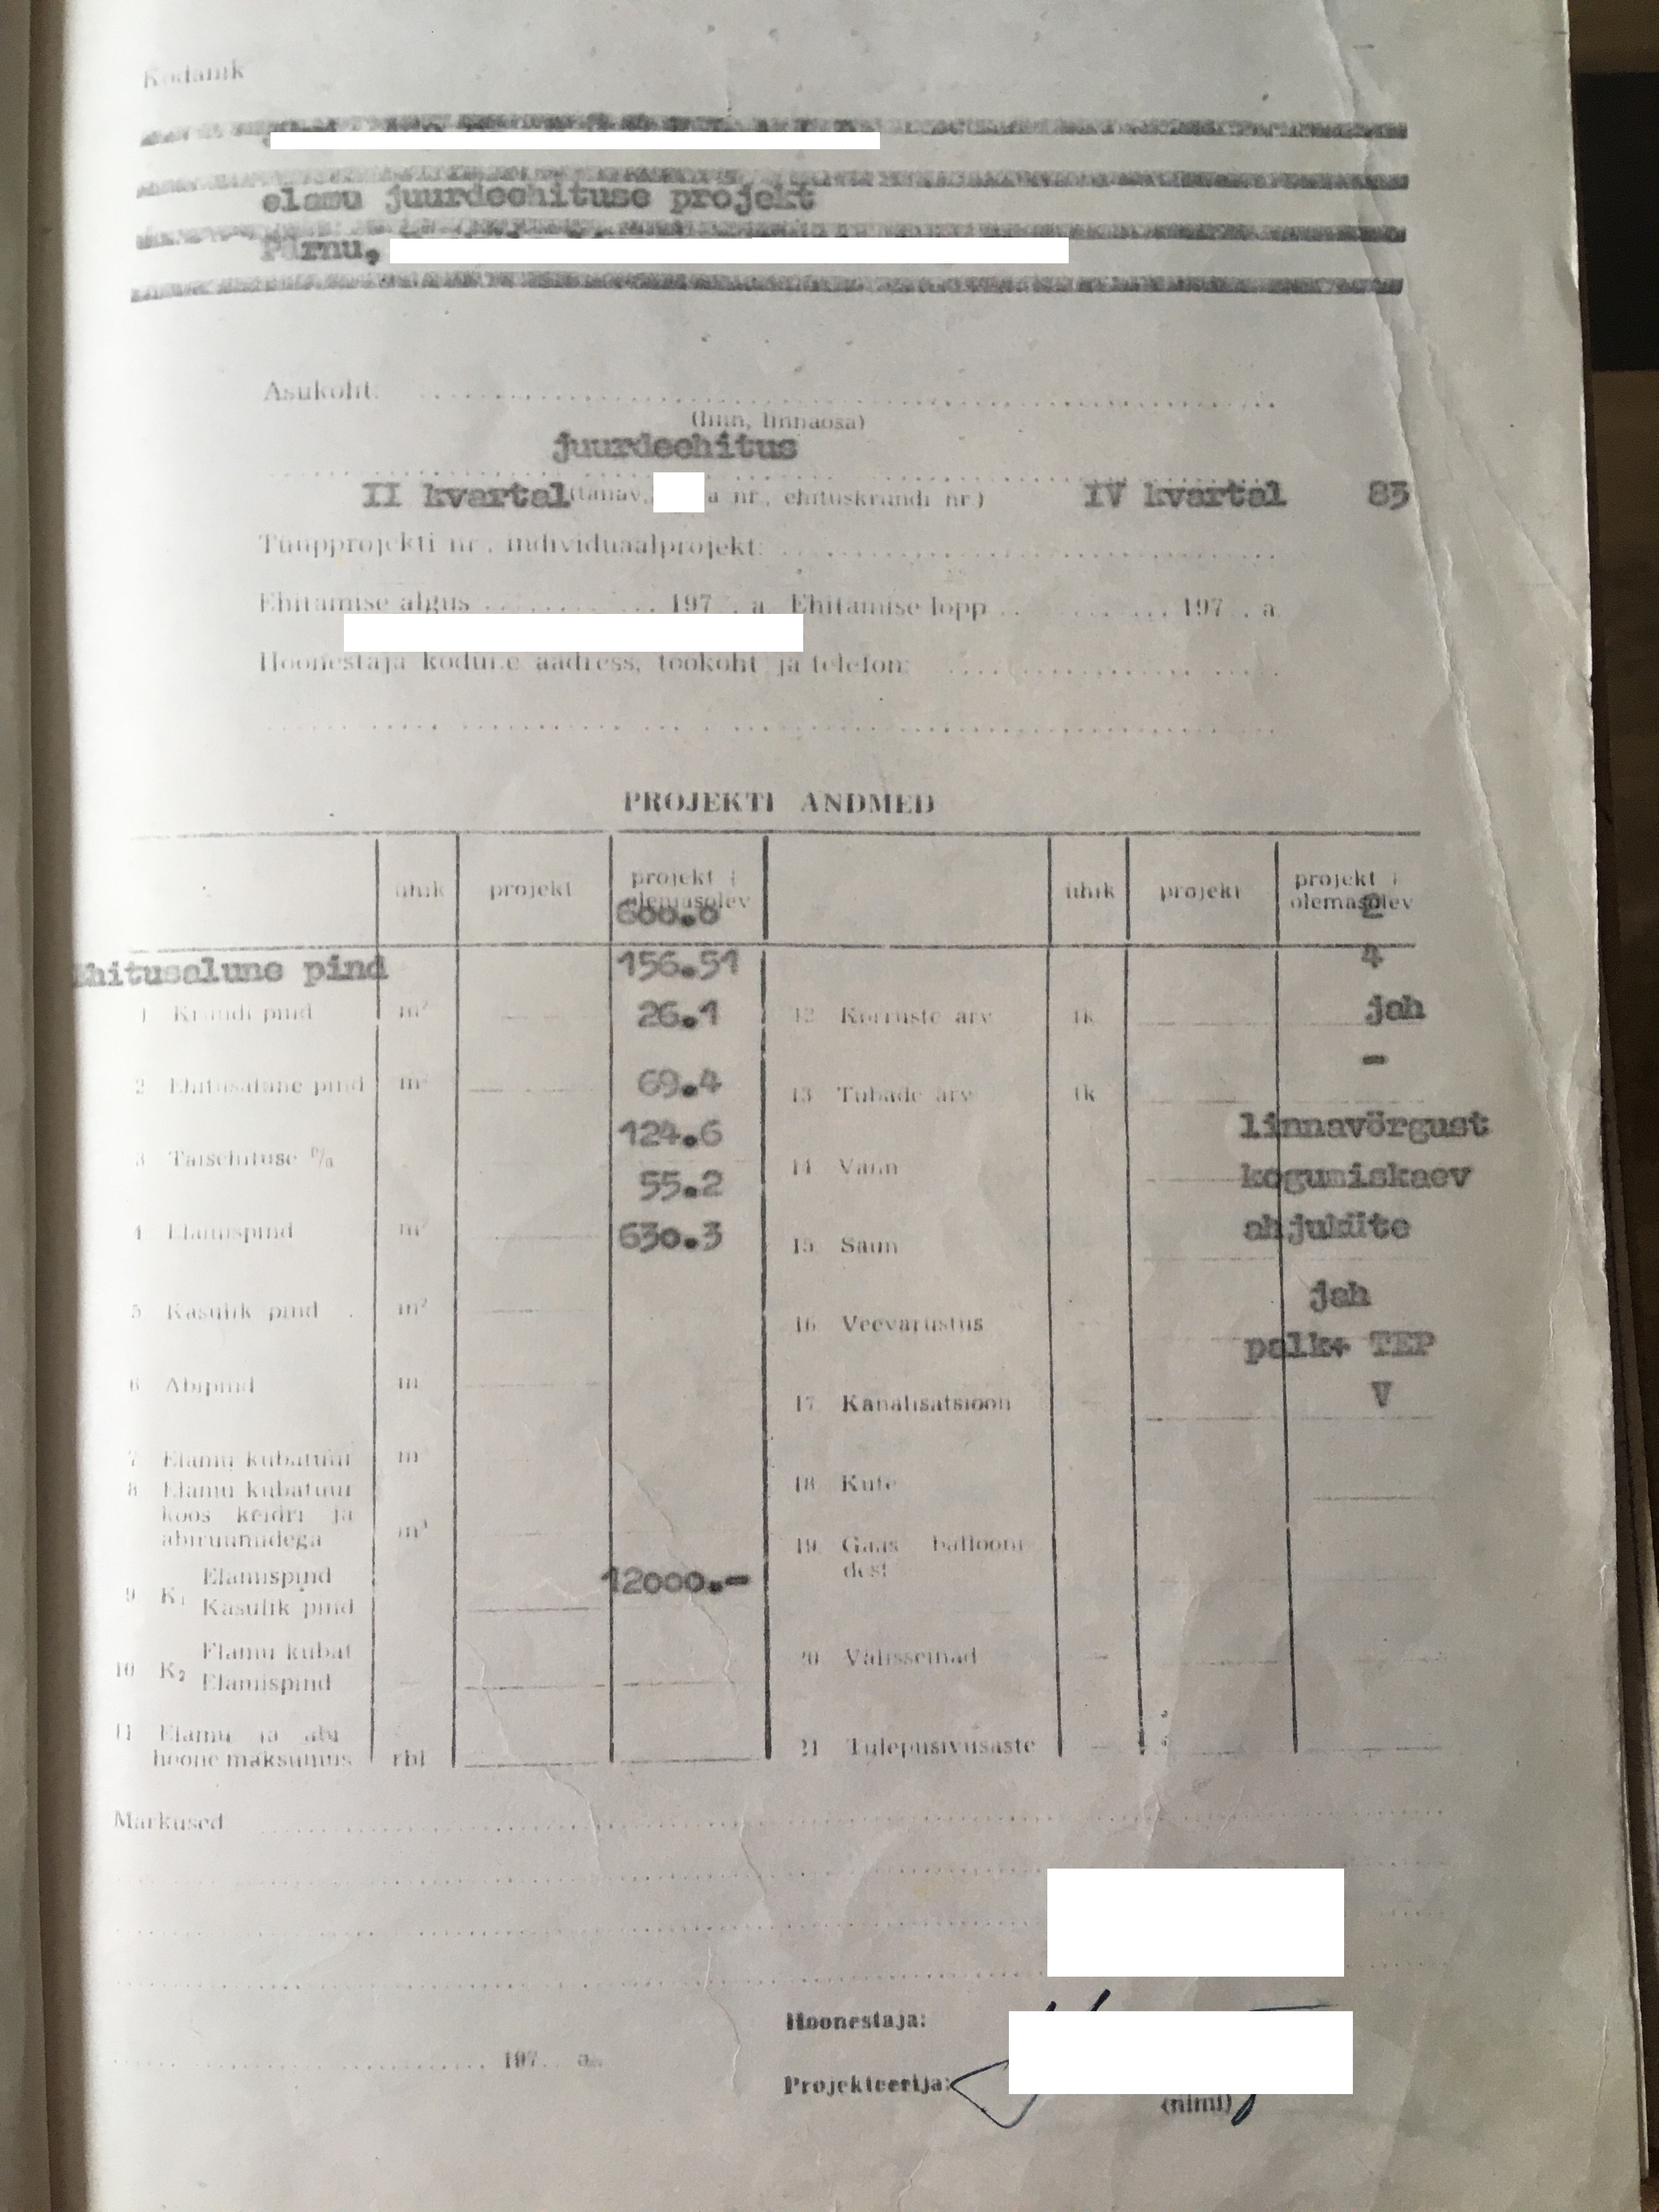 Kodanik
elamu juurdeehituse projekt
Pärnu,
Asukoht:
(linn, linnaosa)
juurdeehitus
II kvartal (tänav, a nr., ehituskrundi nr.) IV kvartal 83
Tüüpprojekti nr., individuaalprojekt:
Ehitamise algus 197 . a. Ehitamise lõpp 197 . a.
Hoonestaja kodune aadress, töökoht ja telefon:
PROJEKTI ANDMED
ühik projekt projekt + olemasolev ühik projekt projekt + olemasolev
600.0 2
Ehitusalune pind 156.51 4
1 Krundi pind m² 26.1 12 Korruste arv tk jah
-
2 Ehitusalune pind m² 69.4 13 Tubade arv tk
124.6 linnavõrgust
3 Täisehituse % 14 Vann
55.2 kogumiskaev
4 Elamispind m² 630.3 15 Saun ahjuküte
jah
5 Kasulik pind m² 16 Veevarustus
palk+ TEP
6 Abipind m 17 Kanalisatsioon V
7 Elamu kubatuur m
8 Elamu kubatuur 18 Küte
koos keldri ja
abiruumidega m³
19. Gaas ballooni
dest
9 K₁ Elamispind 12000.-
Kasulik pind
10 K₂ Elamu kubat 20 Välisseinad
Elamispind
11 Elamu ja abi
hoone maksumus rbl 21 Tulepüsivusaste
Märkused
Hoonestaja:
197 . a.
Projekteerija:
(nimi)